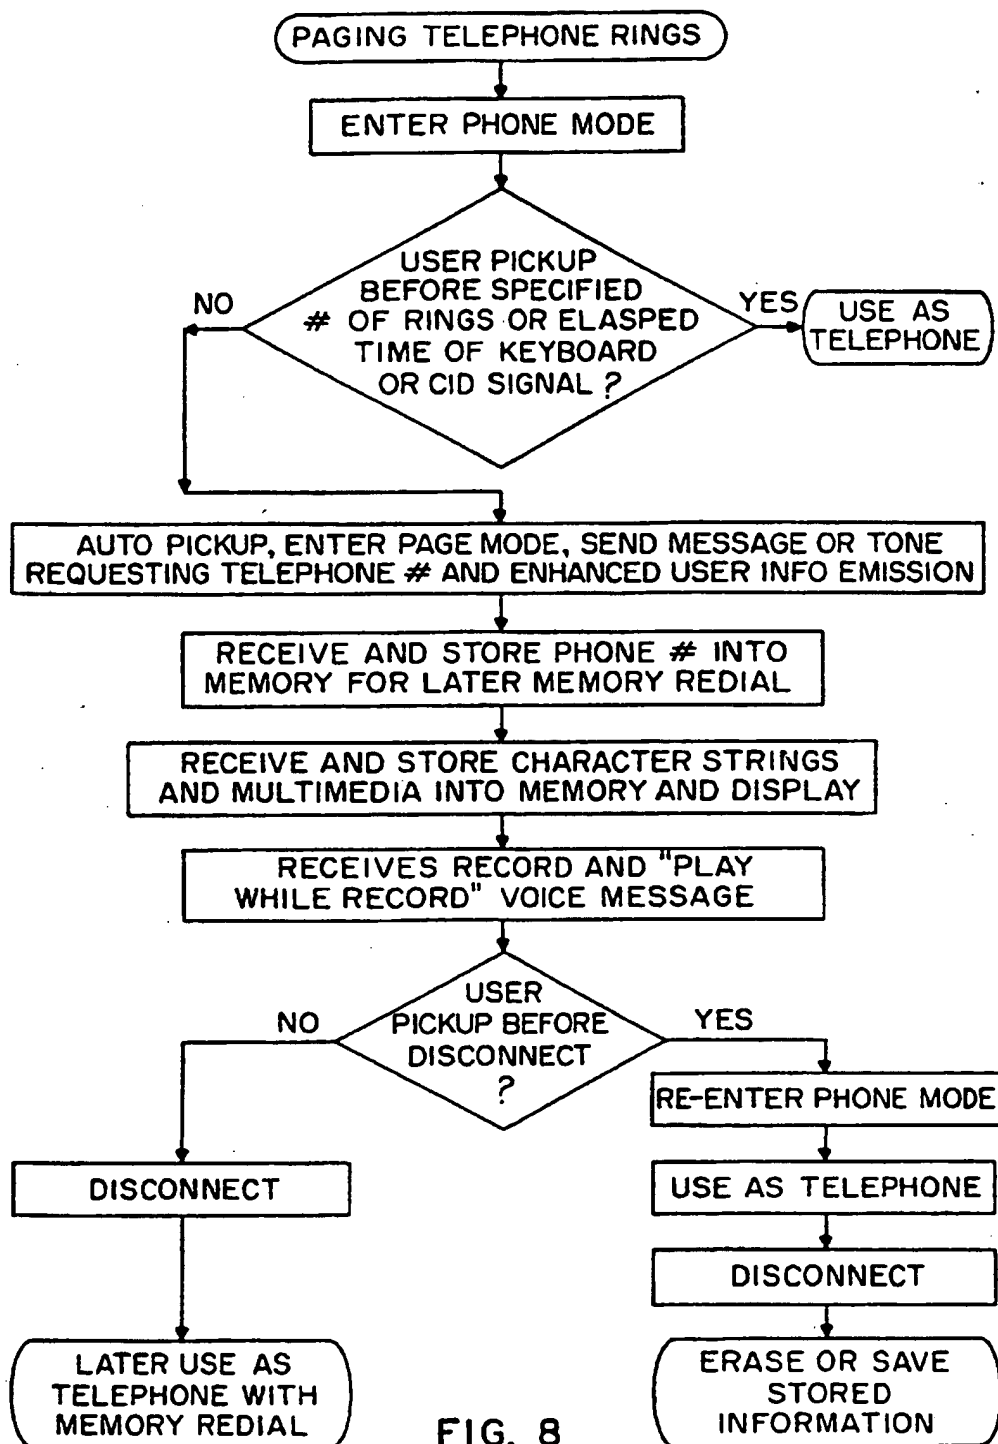 PAGING TELEPHONE RINGS
ENTER PHONE MODE
USER PICKUP
BEFORE SPECIFIED
# OF RINGS OR ELASPED
TIME OF KEYBOARD
OR CID SIGNAL ?
NO
YES
USE AS
TELEPHONE
AUTO PICKUP, ENTER PAGE MODE, SEND MESSAGE OR TONE
REQUESTING TELEPHONE # AND ENHANCED USER INFO EMISSION
RECEIVE AND STORE PHONE # INTO
MEMORY FOR LATER MEMORY REDIAL
RECEIVE AND STORE CHARACTER STRINGS
AND MULTIMEDIA INTO MEMORY AND DISPLAY
RECEIVES RECORD AND "PLAY
WHILE RECORD" VOICE MESSAGE
USER
PICKUP BEFORE
DISCONNECT
?
NO
YES
DISCONNECT
LATER USE AS
TELEPHONE WITH
MEMORY REDIAL
RE-ENTER PHONE MODE
USE AS TELEPHONE
DISCONNECT
ERASE OR SAVE
STORED
INFORMATION
FIG. 8